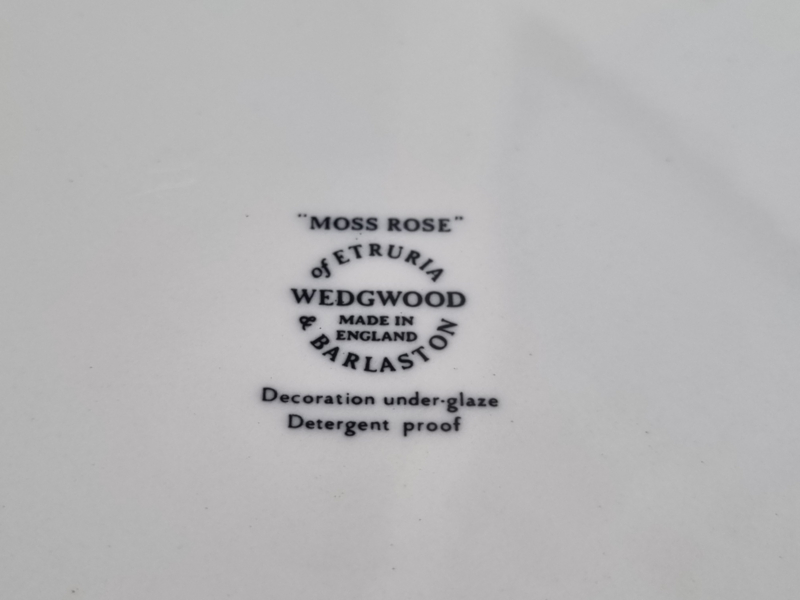 "MOSS ROSE"
of ETRURIA
WEDGWOOD
MADE IN
ENGLAND
& BARLASTON
Decoration under-glaze
Detergent proof